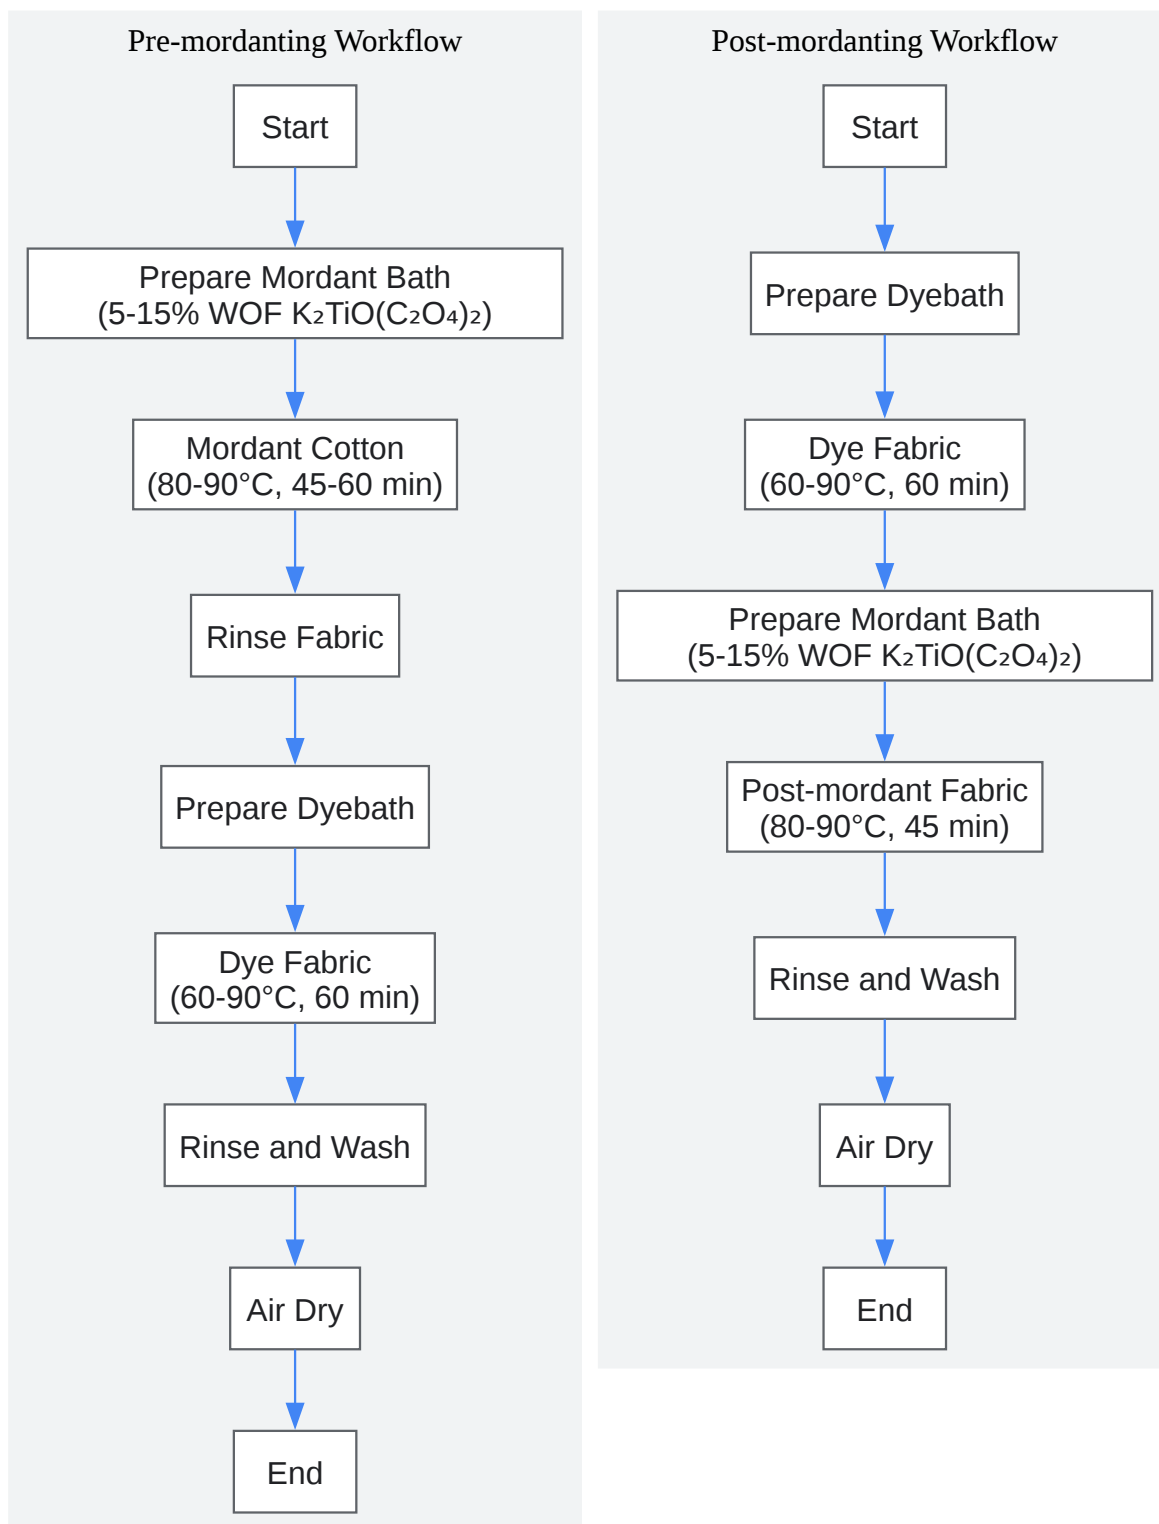 Pre-mordanting Workflow
Start
Prepare Mordant Bath
(5-15% WOF K₂TiO(C₂O₄)₂)
Mordant Cotton
(80-90°C, 45-60 min)
Rinse Fabric
Prepare Dyebath
Dye Fabric
(60-90°C, 60 min)
Rinse and Wash
Air Dry
End
Post-mordanting Workflow
Start
Prepare Dyebath
Dye Fabric
(60-90°C, 60 min)
Prepare Mordant Bath
(5-15% WOF K₂TiO(C₂O₄)₂)
Post-mordant Fabric
(80-90°C, 45 min)
Rinse and Wash
Air Dry
End